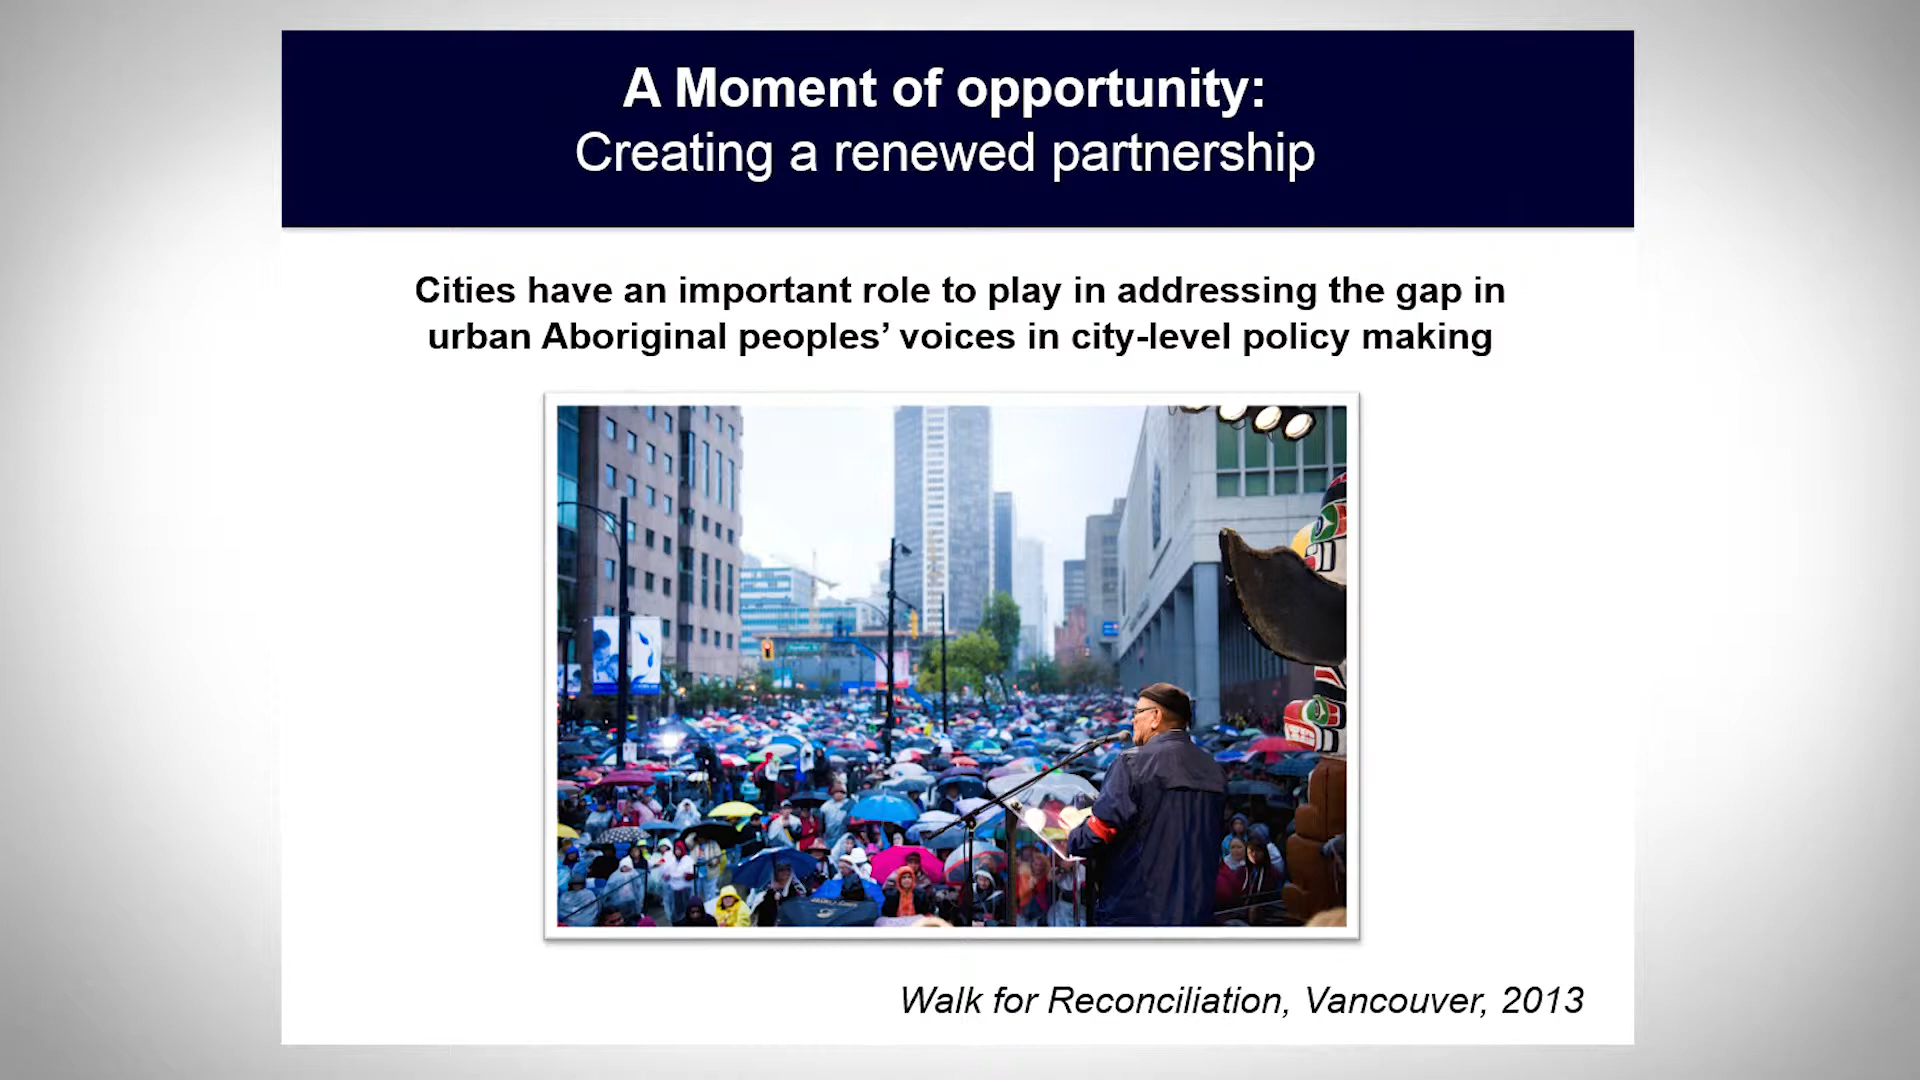 A Moment of opportunity:
Creating a renewed partnership
Cities have an important role to play in addressing the gap in
urban Aboriginal peoples’ voices in city-level policy making
Walk for Reconciliation, Vancouver, 2013